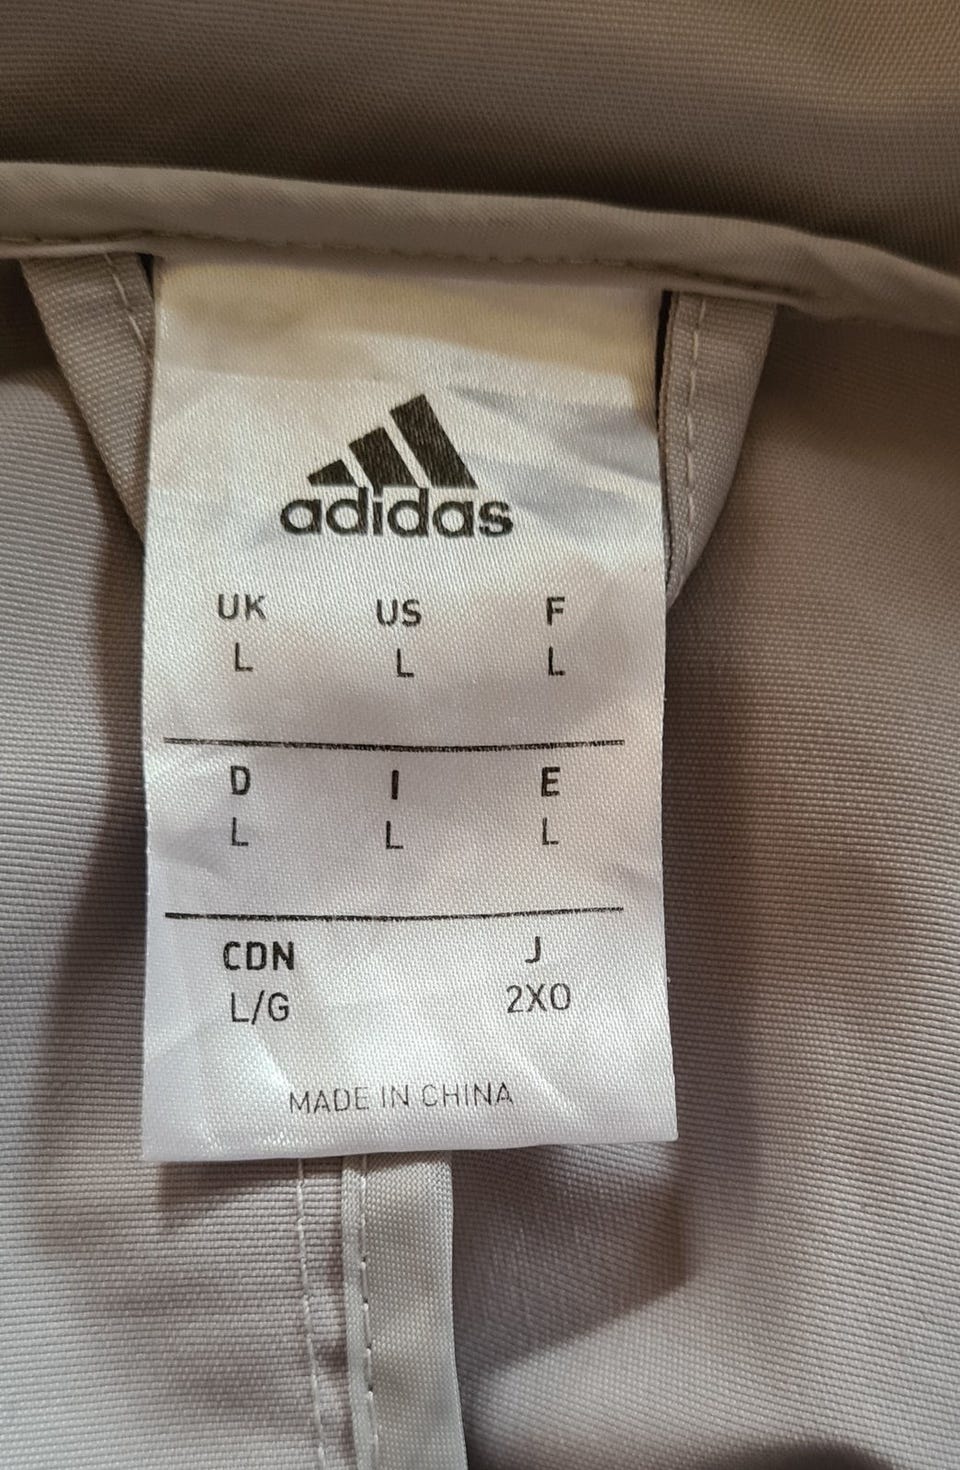 adidas
UK US F
L L L
D I E
L L L
CDN J
L/G 2XO
MADE IN CHINA